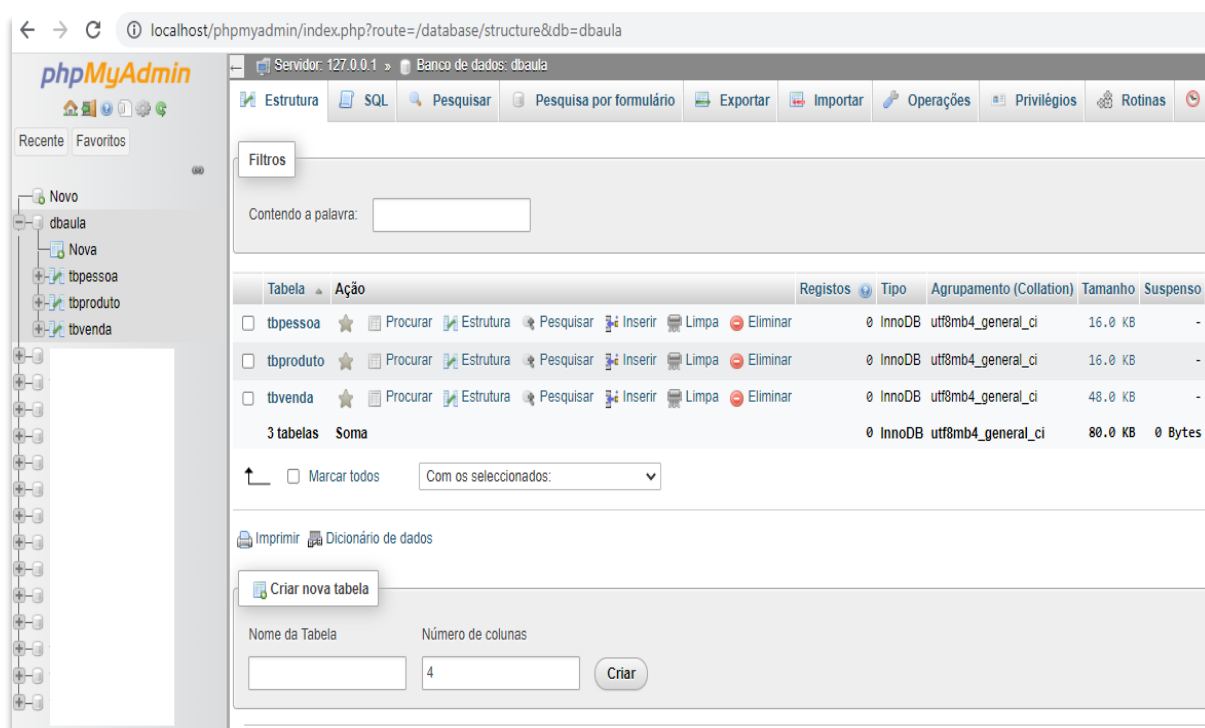 localhost/phpmyadmin/index.php?route=/database/structure&db=dbaula
phpMyAdmin
Recente Favoritos
Novo
dbaula
Nova
tbpessoa
tbproduto
tbvenda
Servidor: 127.0.0.1 » Banco de dados: dbaula
Estrutura SQL Pesquisar Pesquisa por formulário Exportar Importar Operações Privilégios Rotinas
Filtros
Contendo a palavra:
Tabela Ação Registos Tipo Agrupamento (Collation) Tamanho Suspenso
tbpessoa Procurar Estrutura Pesquisar Inserir Limpa Eliminar 0 InnoDB utf8mb4_general_ci 16.0 KB -
tbproduto Procurar Estrutura Pesquisar Inserir Limpa Eliminar 0 InnoDB utf8mb4_general_ci 16.0 KB -
tbvenda Procurar Estrutura Pesquisar Inserir Limpa Eliminar 0 InnoDB utf8mb4_general_ci 48.0 KB -
3 tabelas Soma 0 InnoDB utf8mb4_general_ci 80.0 KB 0 Bytes
Marcar todos Com os seleccionados:
Imprimir Dicionário de dados
Criar nova tabela
Nome da Tabela Número de colunas
4 Criar